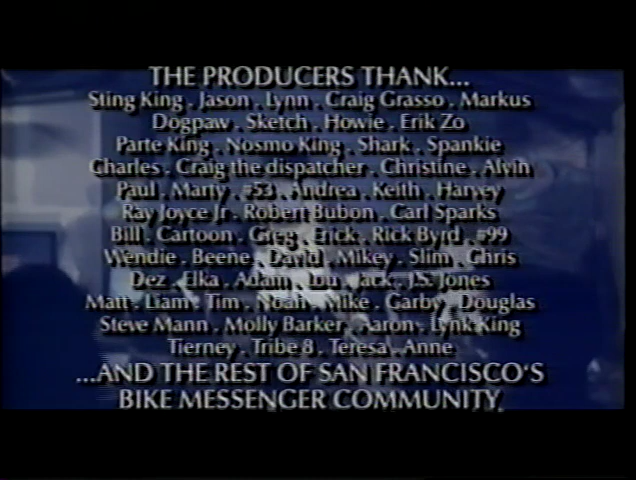 THE PRODUCERS THANK...
Sting King . Jason . Lynn . Craig Grasso . Markus
Dogpaw . Sketch . Howie . Erik Zo
Parte King . Nosmo King . Shark . Spankie
Charles . Craig the dispatcher . Christine . Alvin
Paul . Marty . #53 . Andrea . Keith . Harvey
Ray Joyce Jr . Robert Bubon . Carl Sparks
Bill . Cartoon . Greg . Erick . Rick Byrd . #99
Wendie . Beene . David . Mikey . Slim . Chris
Dez . Elka . Adam . Lou . Jack . J.S. Jones
Matt . Liam . Tim . Noah . Mike . Garby . Douglas
Steve Mann . Molly Barker . Aaron . Lynk King
Tierney . Tribe 8 . Teresa . Anne
...AND THE REST OF SAN FRANCISCO'S
BIKE MESSENGER COMMUNITY